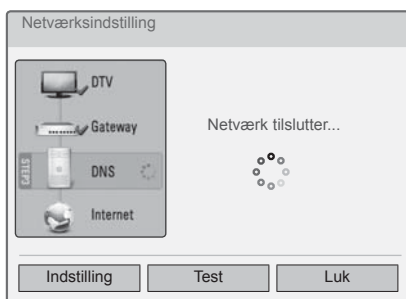 Netværksindstilling
DTV
Gateway
STEP3
DNS
Internet
Netværk tilslutter...
Indstilling
Test
Luk